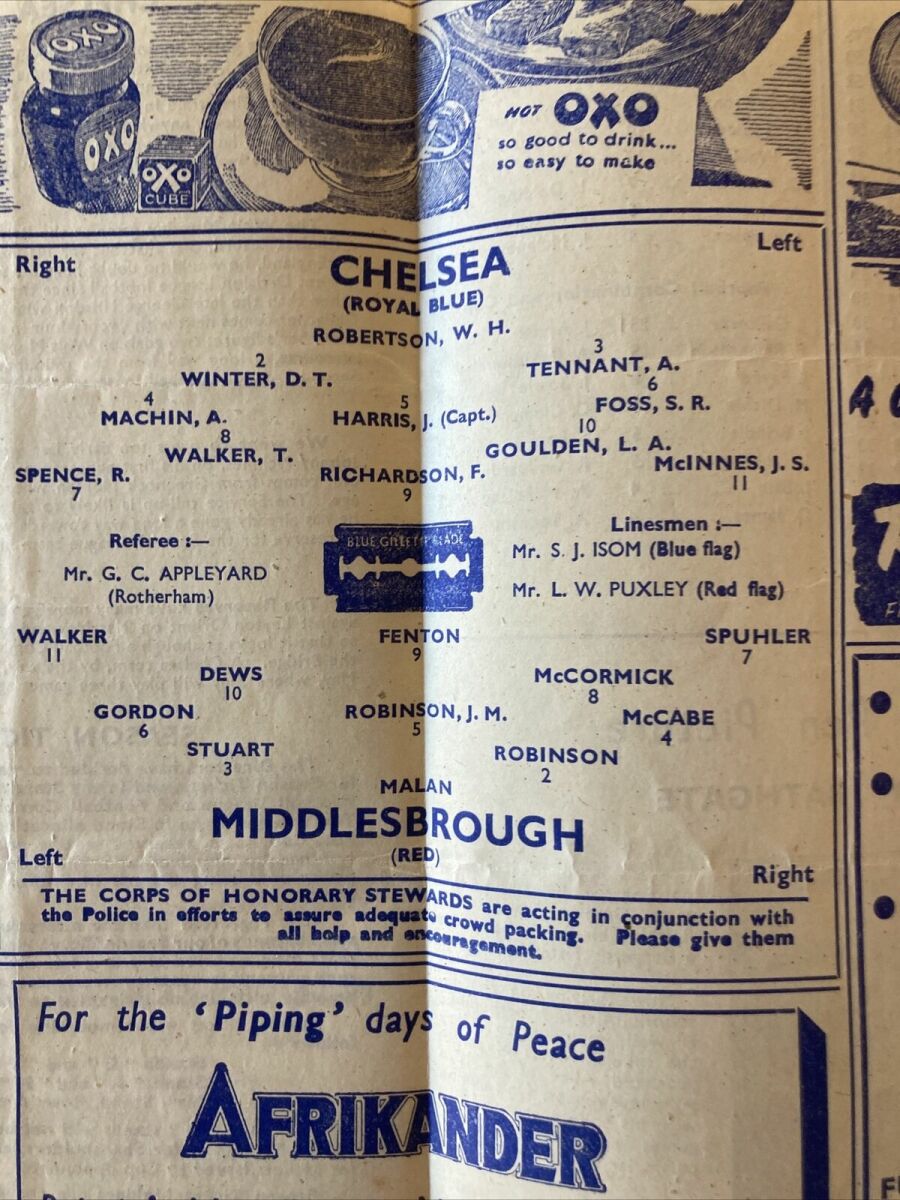 OXO
OXO
OXO
CUBE
HOT OXO
so good to drink...
so easy to make
Right
Left
CHELSEA
(ROYAL BLUE)
ROBERTSON, W. H.
2
3
WINTER, D. T.
TENNANT, A.
4
5
6
MACHIN, A.
HARRIS, J. (Capt.)
FOSS, S. R.
8
10
WALKER, T.
GOULDEN, L. A.
SPENCE, R.
RICHARDSON, F.
McINNES, J. S.
7
9
11
Referee :—
Mr. G. C. APPLEYARD
(Rotherham)
BLUE GILLETTE BLADE
Linesmen :—
Mr. S. J. ISOM (Blue flag)
Mr. L. W. PUXLEY (Red flag)
WALKER
FENTON
SPUHLER
11
9
7
DEWS
McCORMICK
10
8
GORDON
ROBINSON, J. M.
McCABE
6
5
4
STUART
ROBINSON
3
2
MALAN
MIDDLESBROUGH
(RED)
Left
Right
THE CORPS OF HONORARY STEWARDS are acting in conjunction with
the Police in efforts to assure adequate crowd packing. Please give them
all help and encouragement.
For the 'Piping' days of Peace
AFRIKANDER